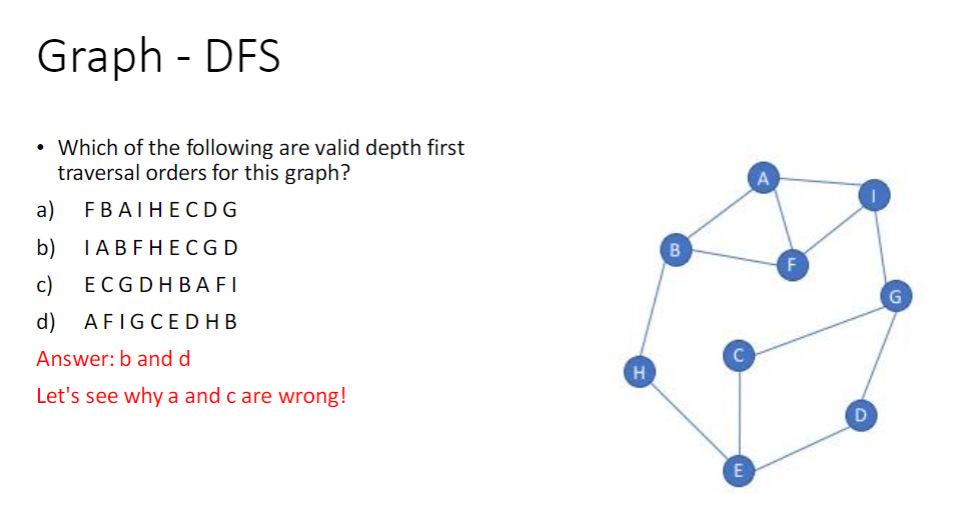 Graph - DFS
• Which of the following are valid depth first
traversal orders for this graph?
a) F B A I H E C D G
b) I A B F H E C G D
c) E C G D H B A F I
d) A F I G C E D H B
Answer: b and d
Let's see why a and c are wrong!
A
I
B
F
G
C
H
D
E